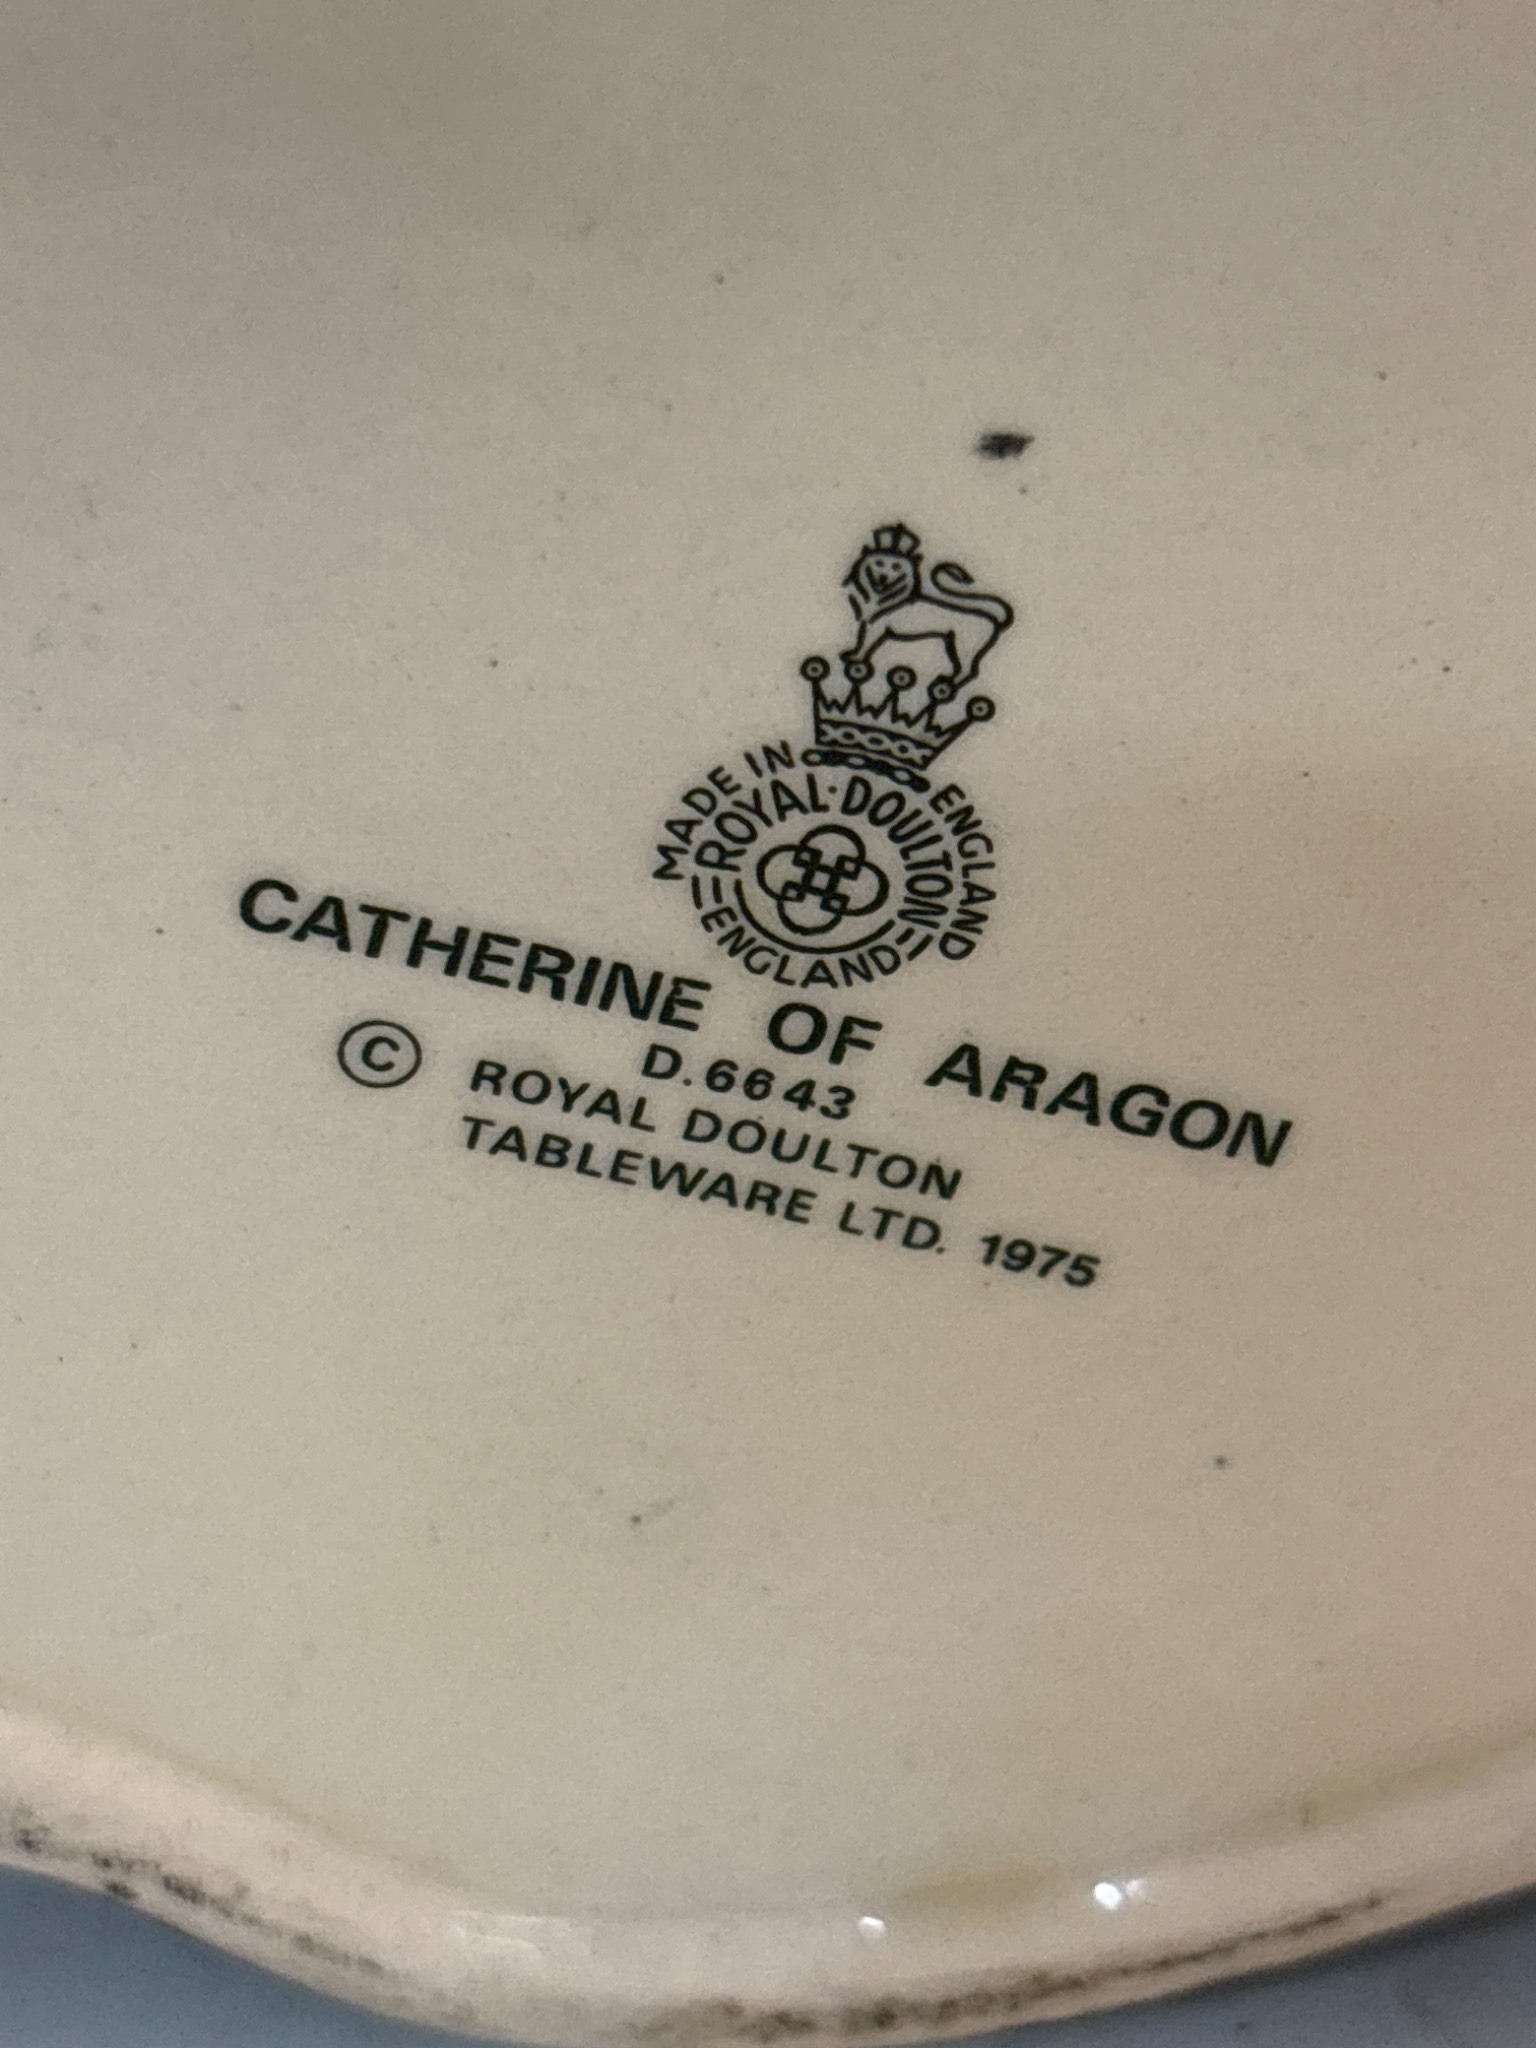 MADE IN ENGLAND
ROYAL·DOULTON
ENGLAND
CATHERINE OF ARAGON
D.6643
© ROYAL DOULTON
TABLEWARE LTD. 1975